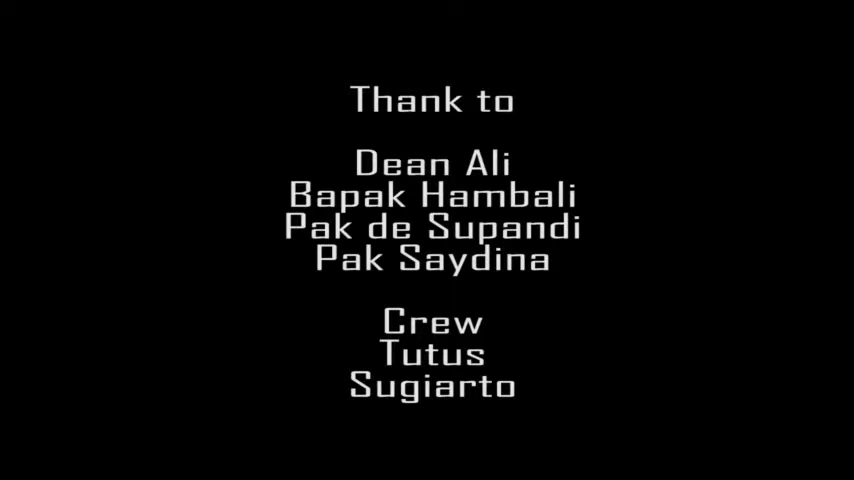 Thank to
Dean Ali
Bapak Hambali
Pak de Supandi
Pak Saydina
Crew
Tutus
Sugiarto